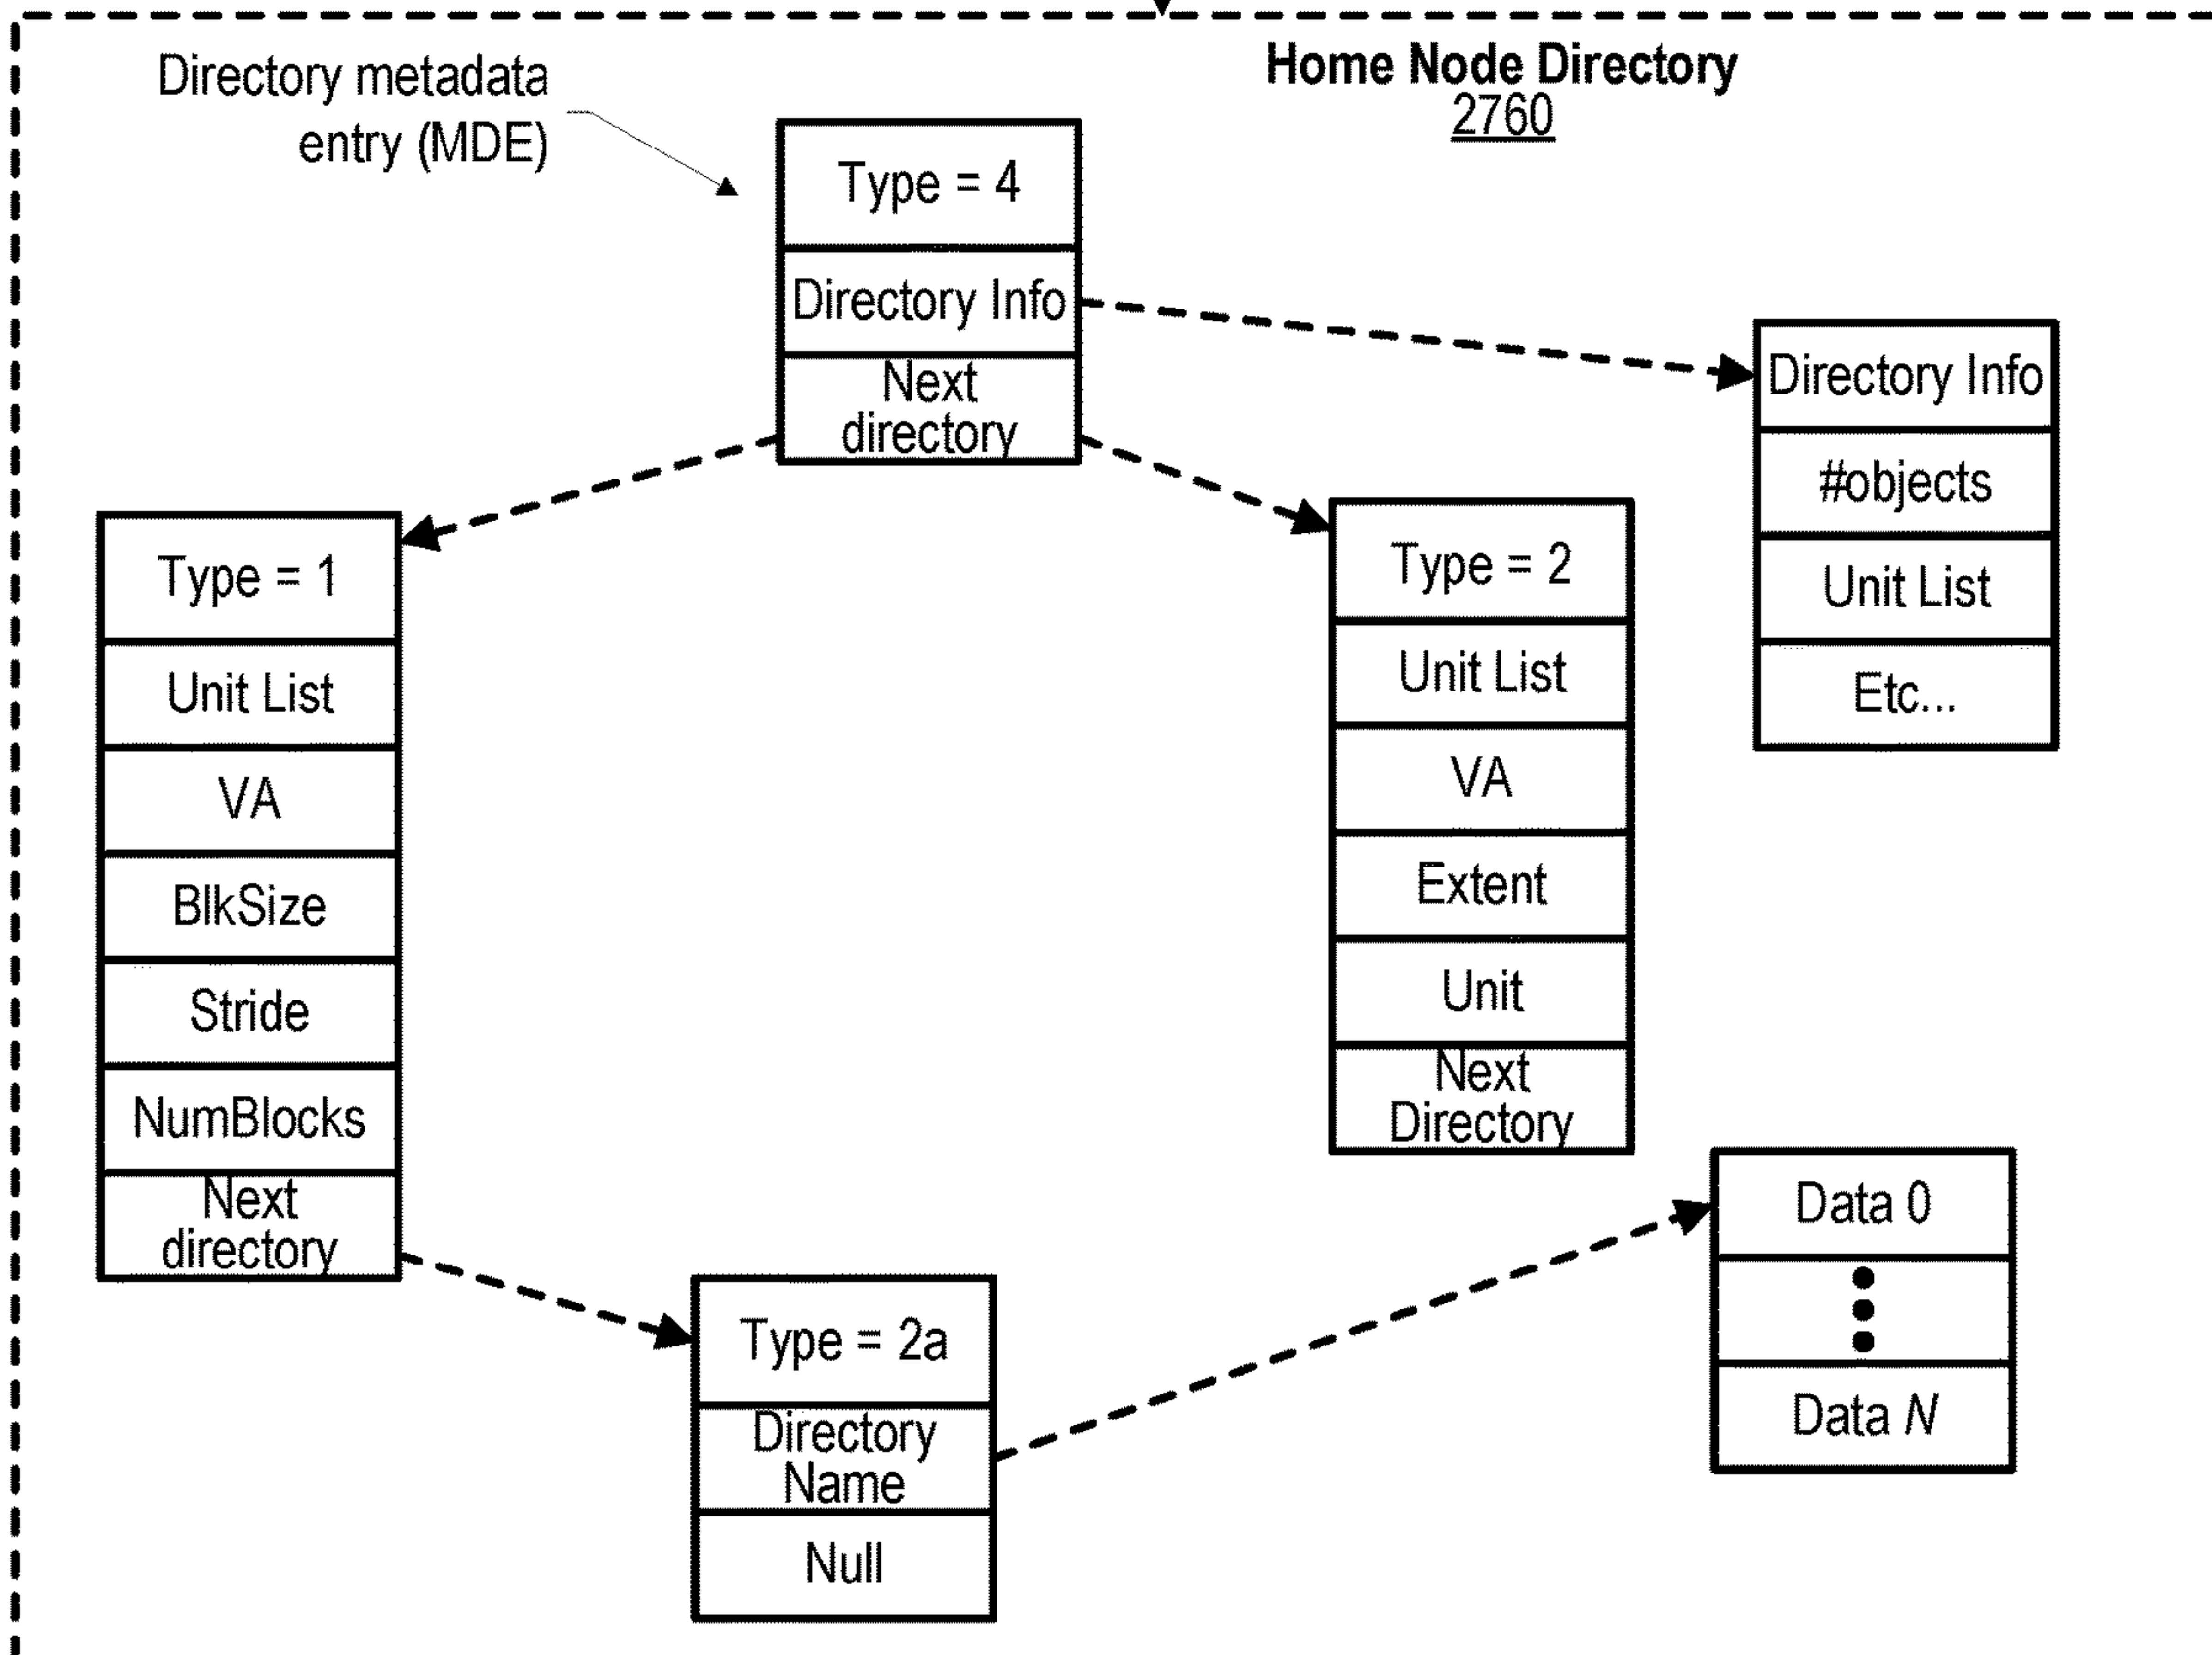 Directory metadata
entry (MDE)
Home Node Directory
2760
Type = 4
Directory Info
Next
directory
Directory Info
#objects
Unit List
Etc...
Type = 1
Unit List
VA
BlkSize
Stride
NumBlocks
Next
directory
Type = 2
Unit List
VA
Extent
Unit
Next
Directory
Type = 2a
Directory
Name
Null
Data 0
Data N